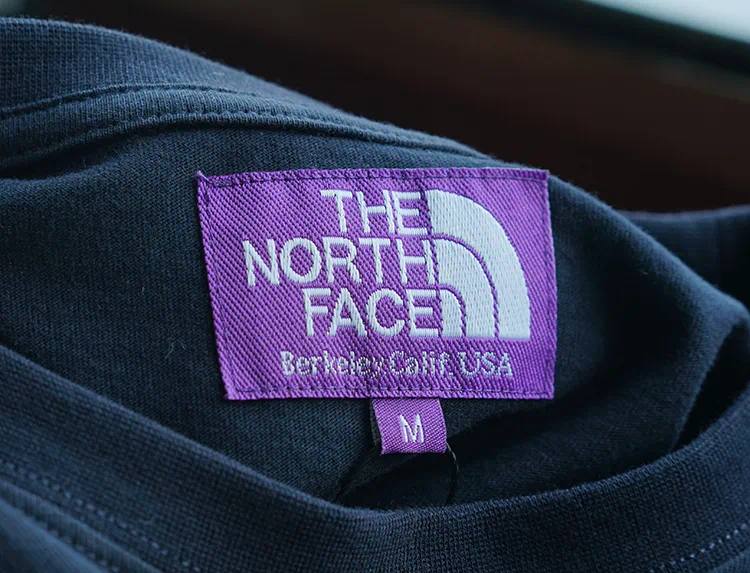 THE
NORTH
FACE
Berkeley Calif. USA
M